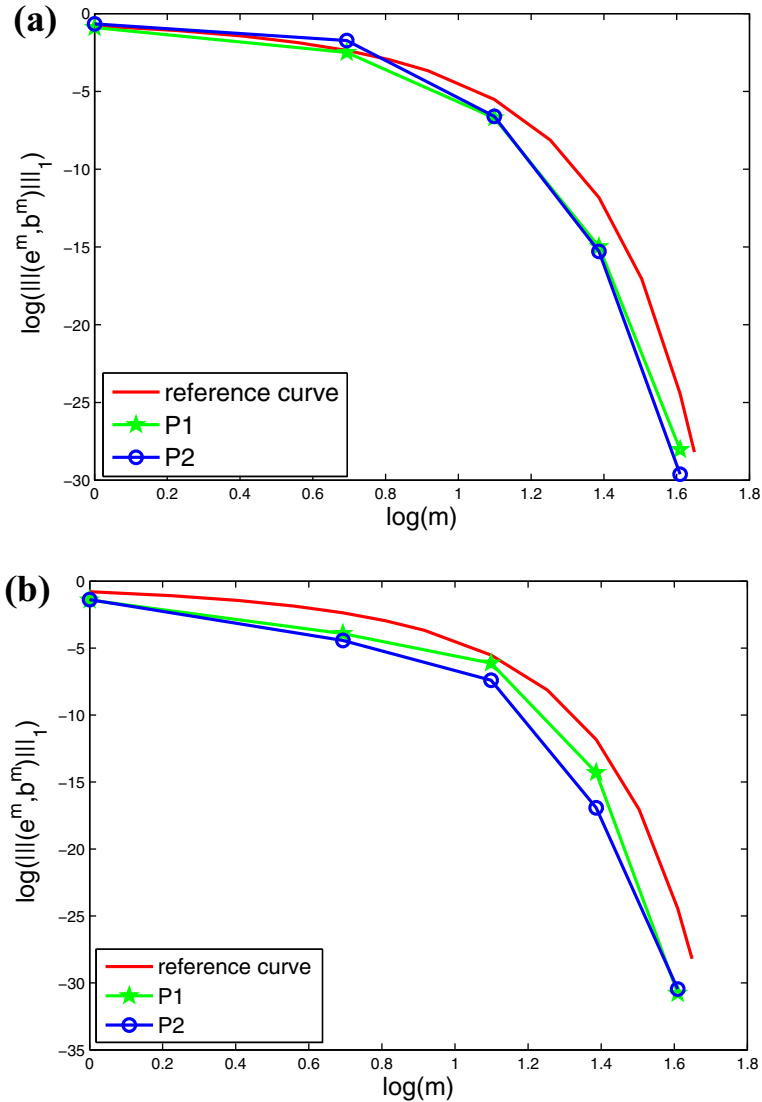 (a)
0
−5
−10
−15
−20
−25
−30
log(|||(e^m,b^m)|||_1)
reference curve
P1
P2
0 0.2 0.4 0.6 0.8 1 1.2 1.4 1.6 1.8
log(m)
(b)
0
−5
−10
−15
−20
−25
−30
−35
log(|||(e^m,b^m)|||_1)
reference curve
P1
P2
0 0.2 0.4 0.6 0.8 1 1.2 1.4 1.6 1.8
log(m)